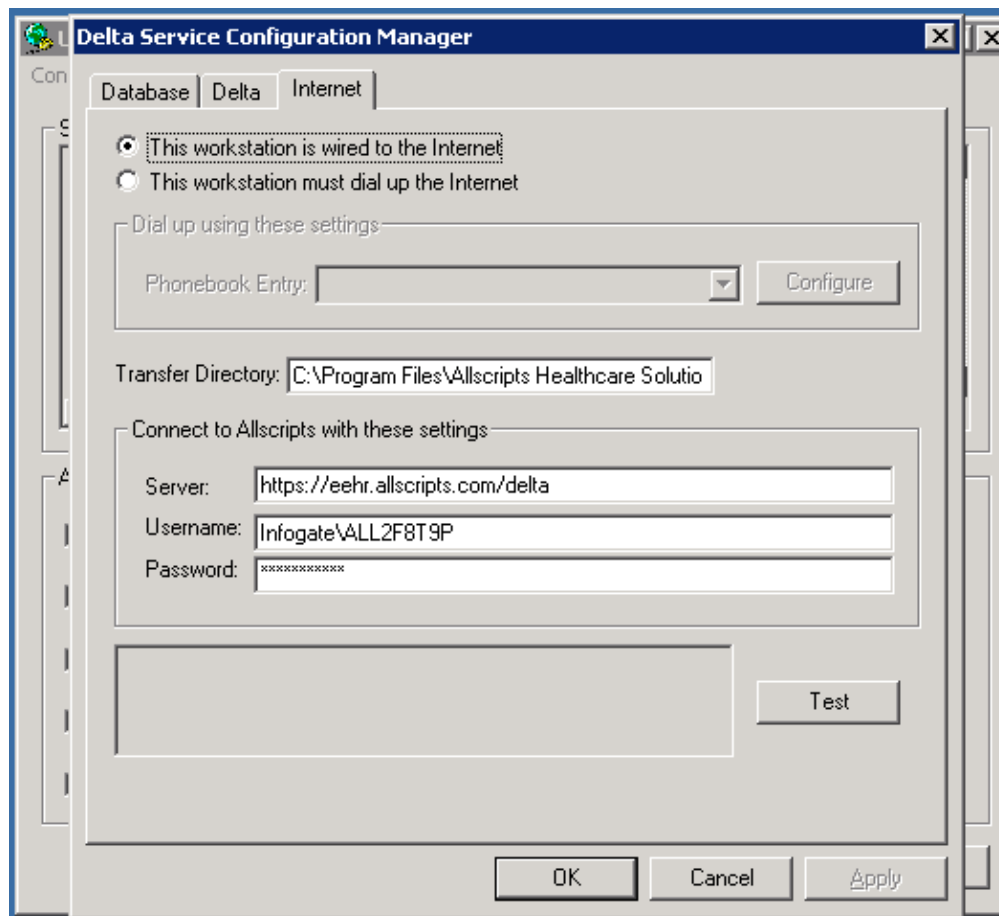 Delta Service Configuration Manager
Con
Database
Delta
Internet
This workstation is wired to the Internet
This workstation must dial up the Internet
Dial up using these settings
Phonebook Entry:
Configure
Transfer Directory: C:\Program Files\Allscripts Healthcare Solutio
Connect to Allscripts with these settings
Server: https://eehr.allscripts.com/delta
Username: Infogate\ALL2F8T9P
Password: ***********
Test
OK
Cancel
Apply